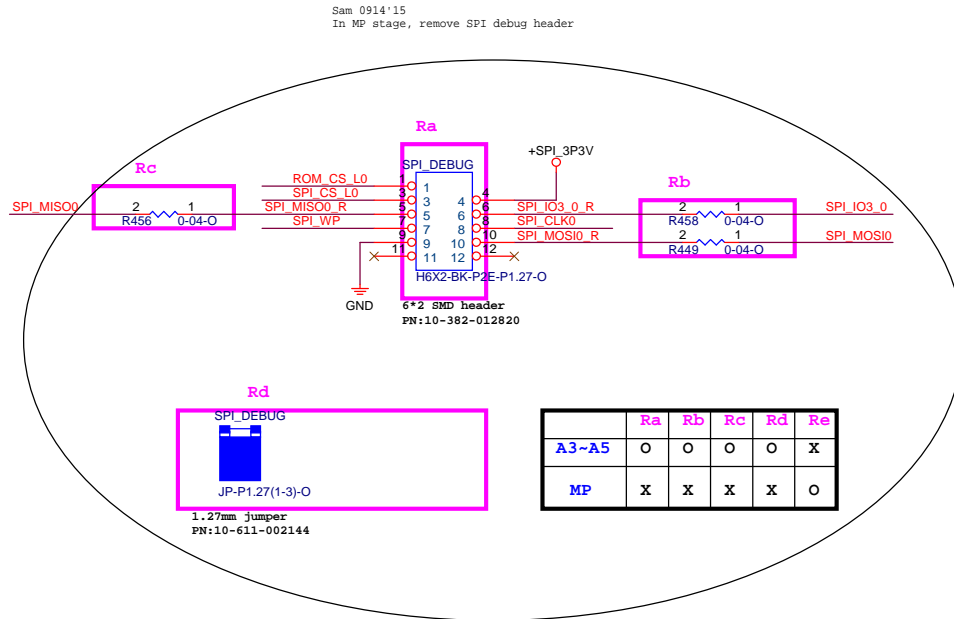 Sam 0914'15
In MP stage, remove SPI debug header
Ra
Rc
Rb
+SPI_3P3V
SPI_DEBUG
ROM_CS_L0
1
1
SPI_CS_L0
3
3
4
4
SPI_MISO0
2
1
R456
0-04-O
SPI_MISO0_R
5
5
6
6
SPI_IO3_0_R
2
1
R458
0-04-O
SPI_IO3_0
SPI_WP
7
7
8
8
SPI_CLK0
9
9
10
10
SPI_MOSI0_R
2
1
R449
0-04-O
SPI_MOSI0
11
11
12
12
GND
H6X2-BK-P2E-P1.27-O
6*2 SMD header
PN:10-382-012820
Rd
SPI_DEBUG
JP-P1.27(1-3)-O
1.27mm jumper
PN:10-611-002144
Ra Rb Rc Rd Re
A3~A5 O O O O X
MP X X X X O